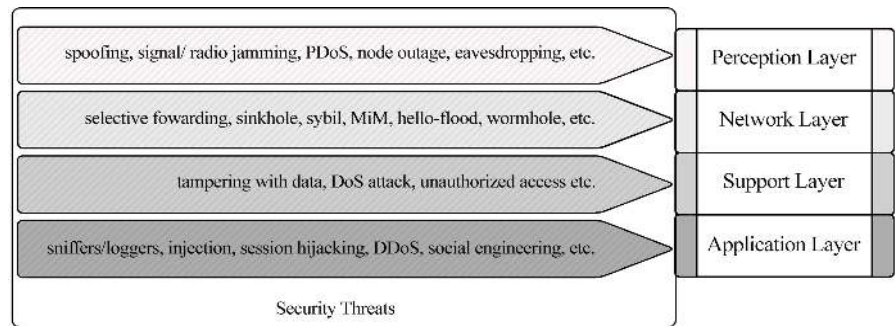 spoofing, signal/ radio jamming, PDoS, node outage, eavesdropping, etc.
Perception Layer
selective fowarding, sinkhole, sybil, MiM, hello-flood, wormhole, etc.
Network Layer
tampering with data, DoS attack, unauthorized access etc.
Support Layer
sniffers/loggers, injection, session hijacking, DDoS, social engineering, etc.
Application Layer
Security Threats